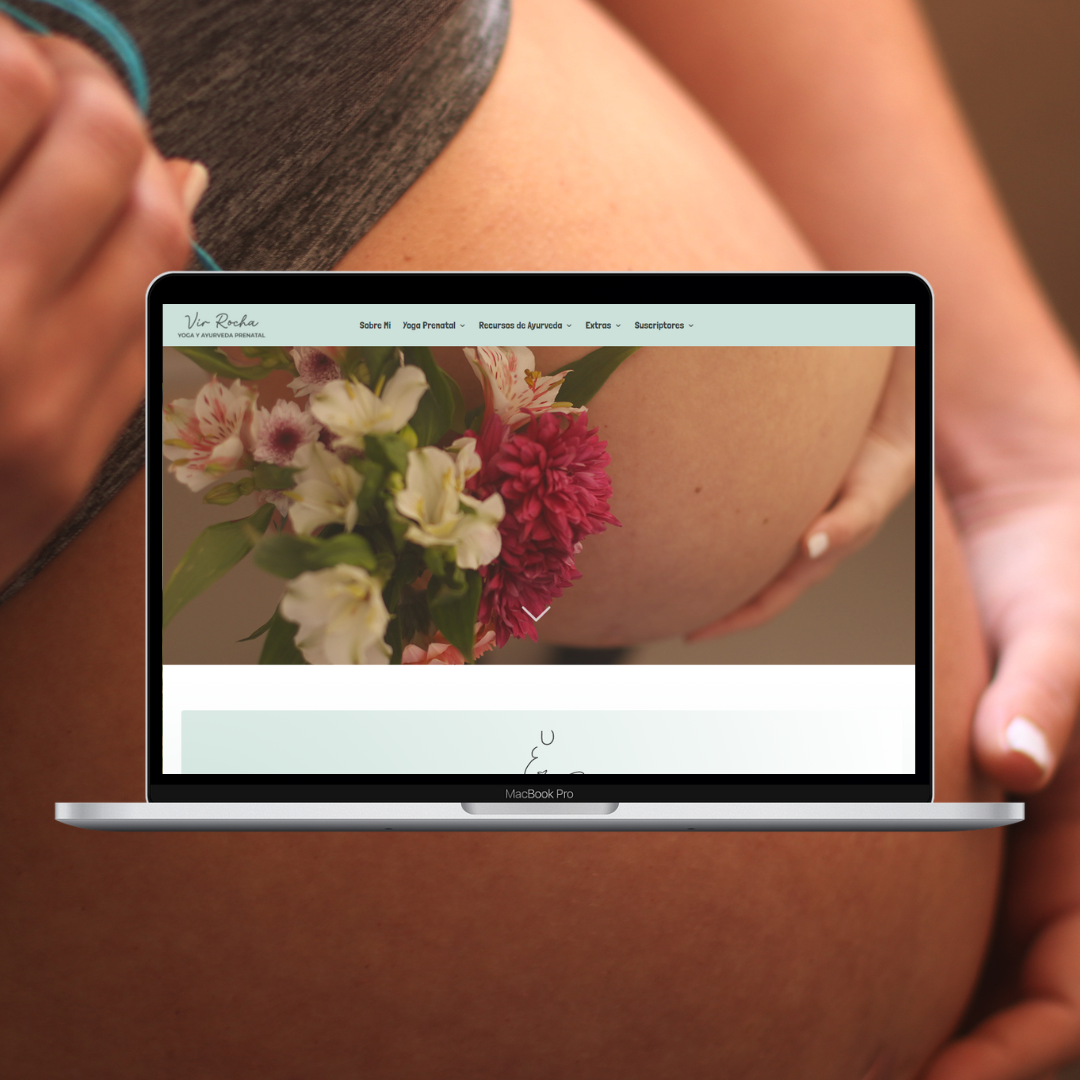 Vir Rocha
YOGA Y AYURVEDA PRENATAL
Sobre Mi Yoga Prenatal Recursos de Ayurveda Extras Suscriptores
MacBook Pro